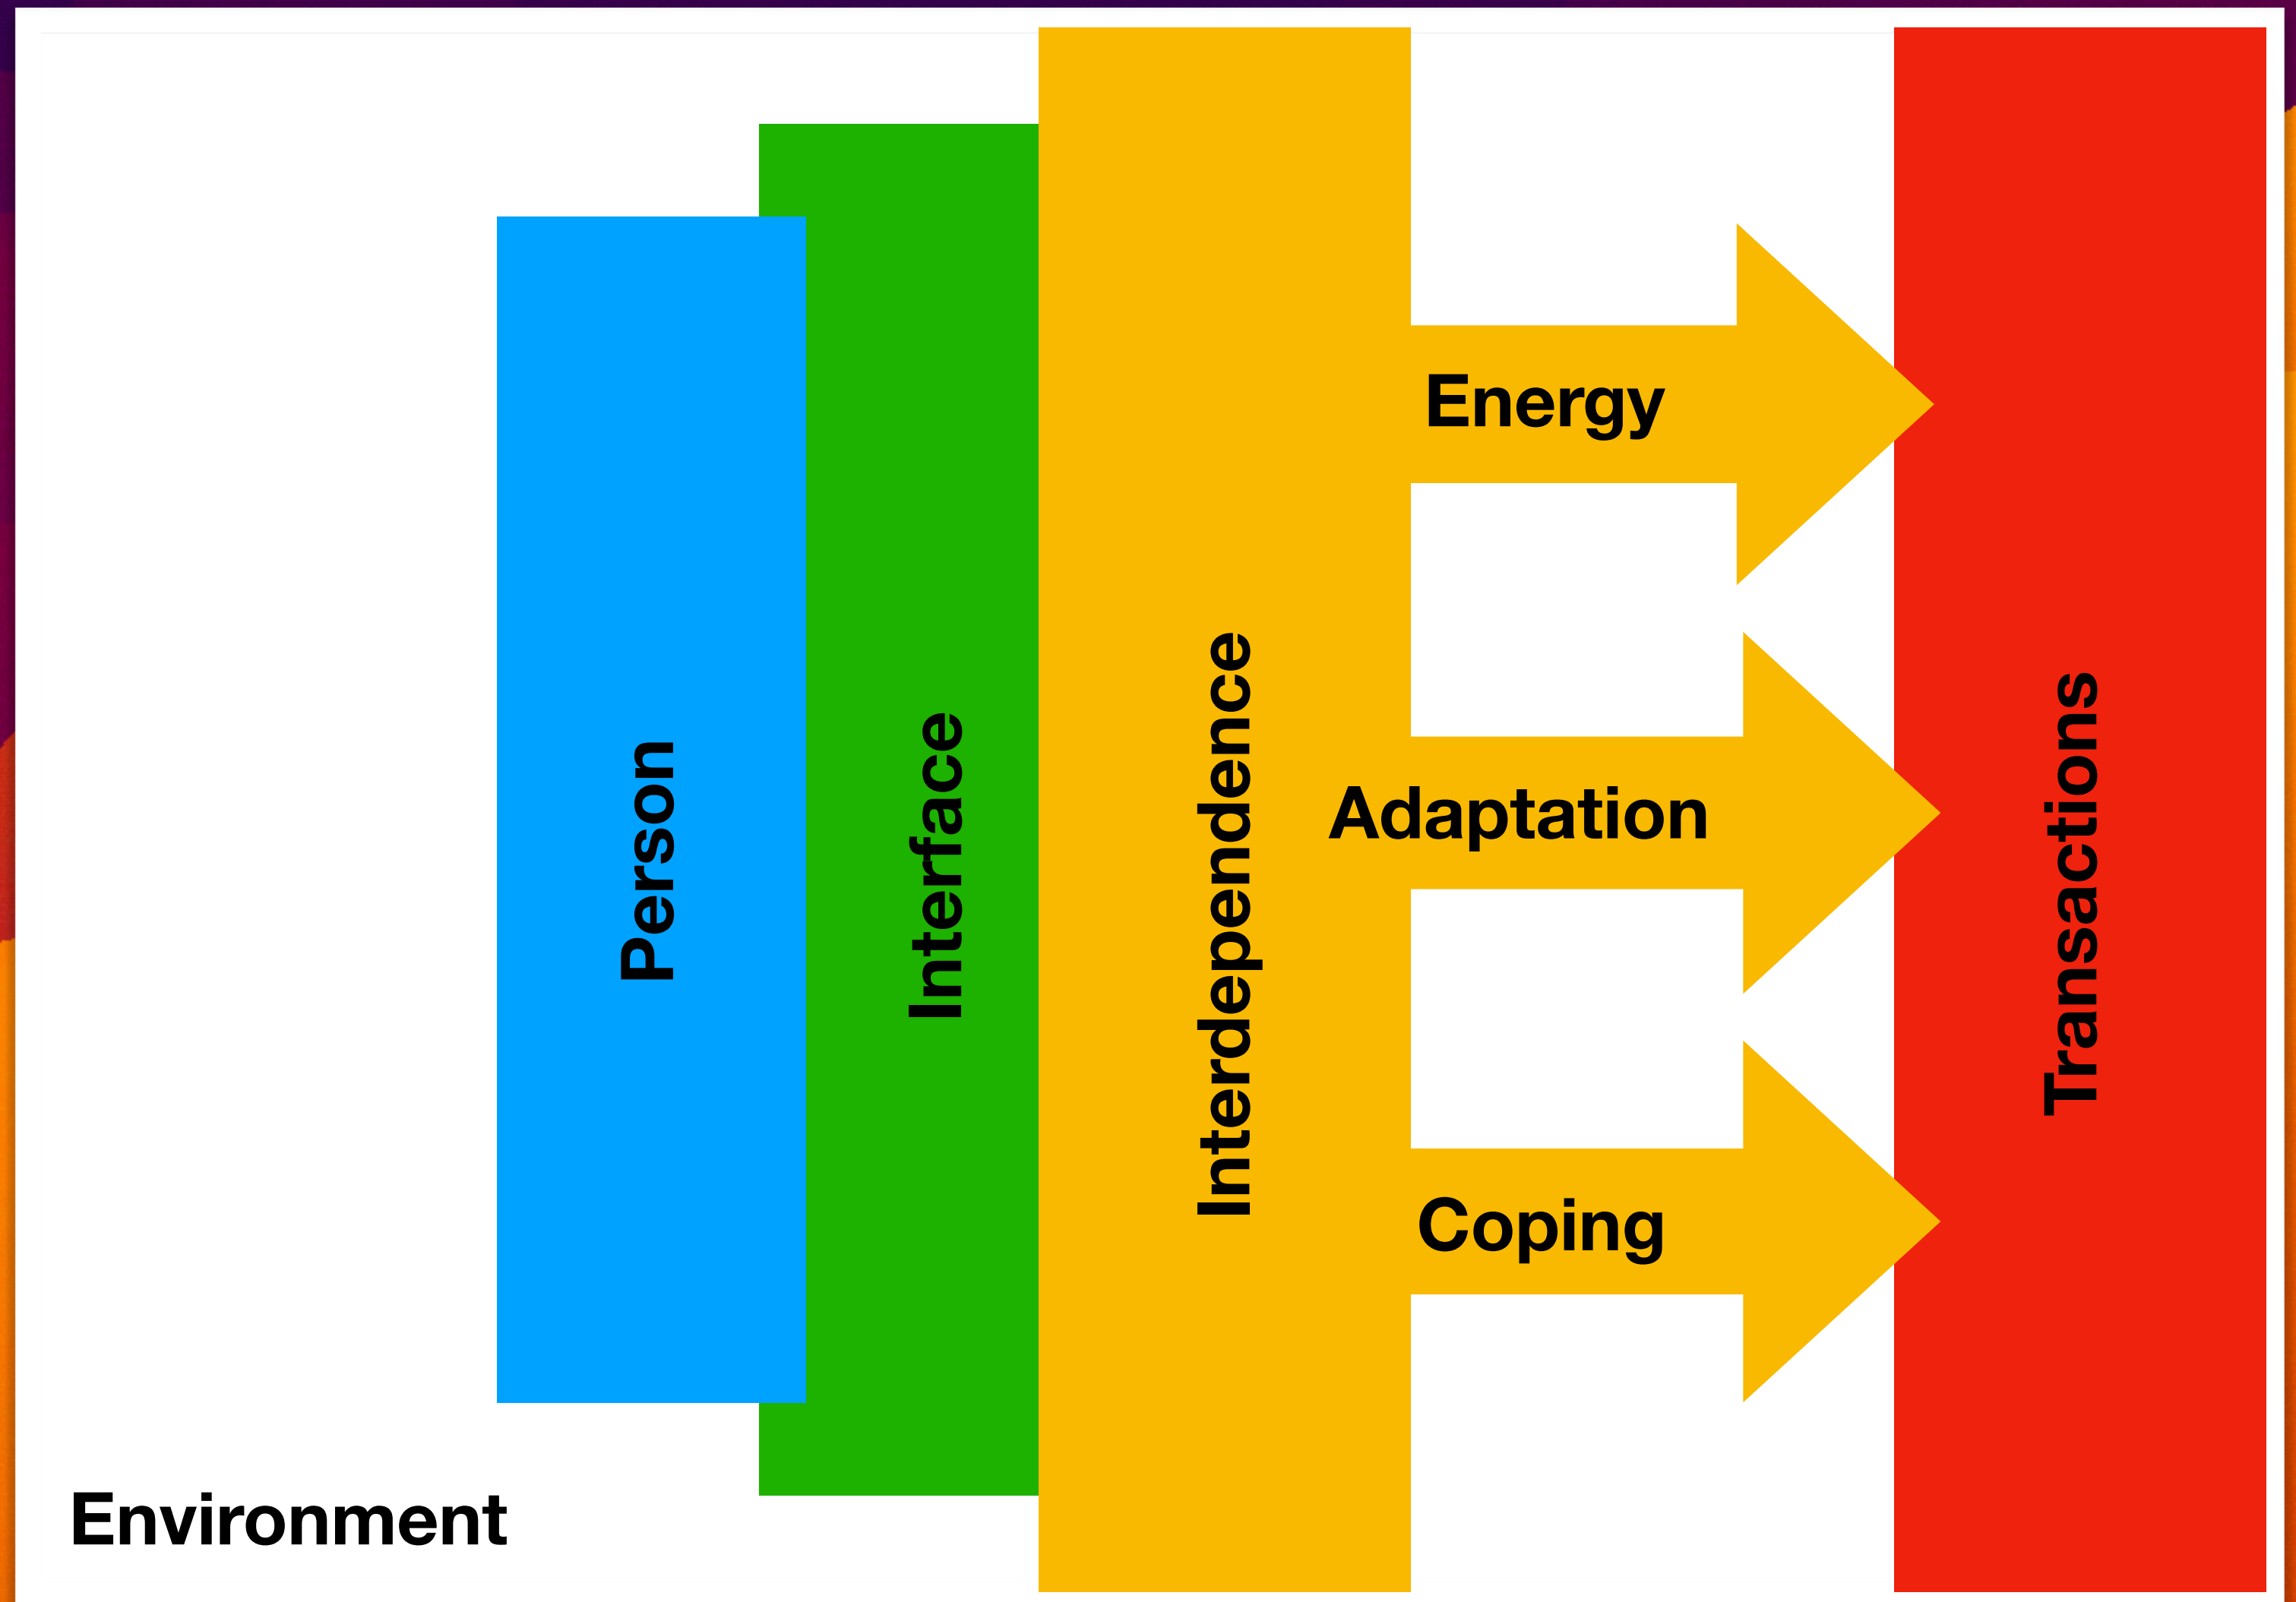 Person
Interface
Interdependence
Energy
Adaptation
Coping
Transactions
Environment